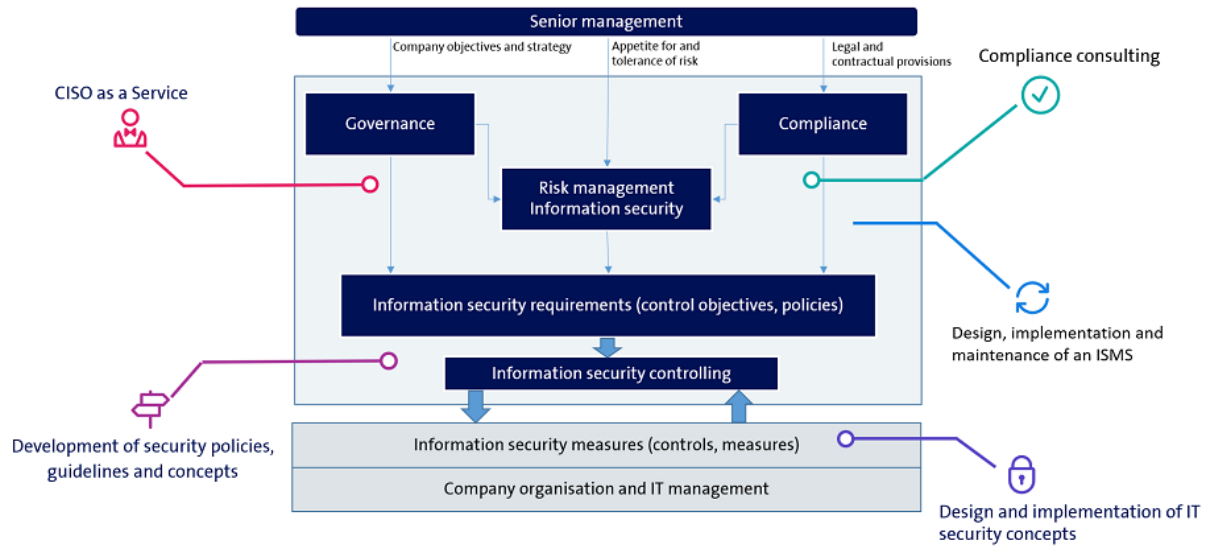 Senior management
Company objectives and strategy
Appetite for and
tolerance of risk
Legal and
contractual provisions
Compliance consulting
CISO as a Service
Governance
Compliance
Risk management
Information security
Information security requirements (control objectives, policies)
Design, implementation and
maintenance of an ISMS
Information security controlling
Development of security policies,
guidelines and concepts
Information security measures (controls, measures)
Company organisation and IT management
Design and implementation of IT
security concepts